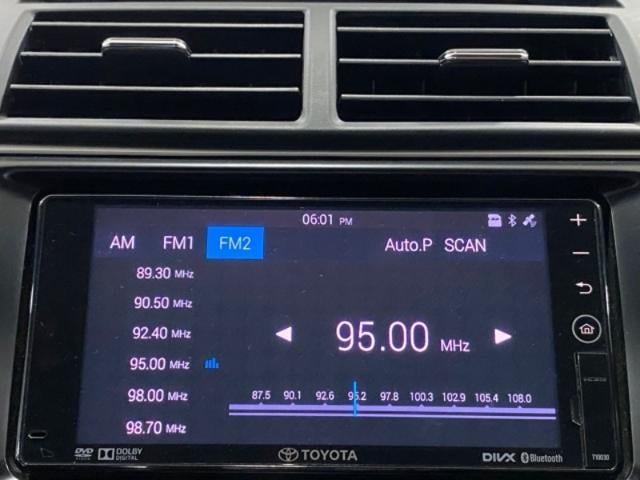 06:01 PM
AM FM1 FM2 Auto.P SCAN
89.30 MHz
90.50 MHz
92.40 MHz
95.00 MHz
98.00 MHz
98.70 MHz
95.00 MHz
87.5 90.1 92.6 95.2 97.8 100.3 102.9 105.4 108.0
DVD DOLBY DIGITAL TOYOTA DIVX Bluetooth
HDMI